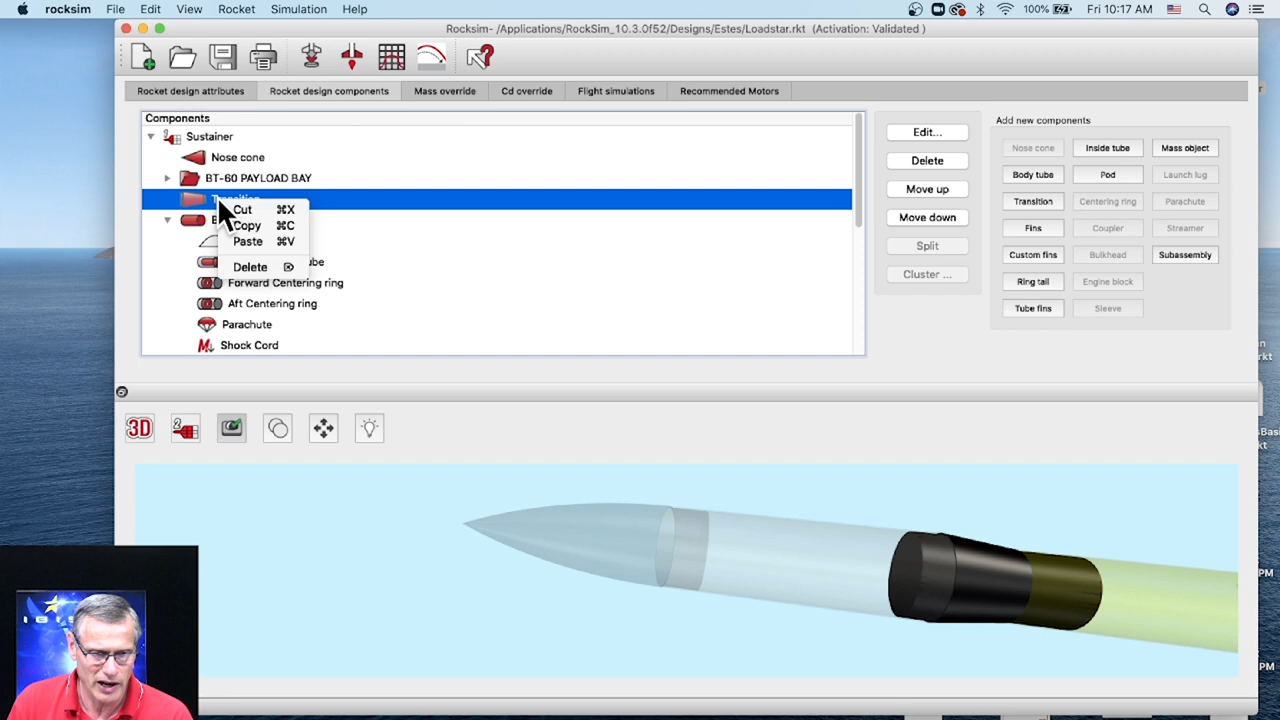 rocksim File Edit View Rocket Simulation Help 100% Fri 10:17 AM
Rocksim- /Applications/RockSim_10.3.0f52/Designs/Estes/Loadstar.rkt (Activation: Validated )
Rocket design attributes Rocket design components Mass override Cd override Flight simulations Recommended Motors
Components
Sustainer
Nose cone
BT-60 PAYLOAD BAY
Cut ⌘X
Copy ⌘C
Paste ⌘V
Delete
Forward Centering ring
Aft Centering ring
Parachute
Shock Cord
Edit...
Delete
Move up
Move down
Split
Cluster ...
Add new components
Nose cone Inside tube Mass object
Body tube Pod Launch lug
Transition Centering ring Parachute
Fins Coupler Streamer
Custom fins Bulkhead Subassembly
Ring tail Engine block
Tube fins Sleeve
3D
rkt
PM
PM